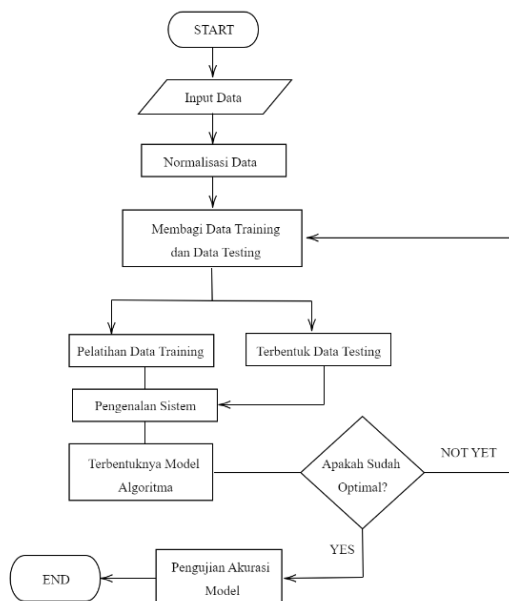 START
Input Data
Normalisasi Data
Membagi Data Training
dan Data Testing
Pelatihan Data Training
Terbentuk Data Testing
Pengenalan Sistem
Terbentuknya Model
Algoritma
Apakah Sudah
Optimal?
NOT YET
YES
Pengujian Akurasi
Model
END